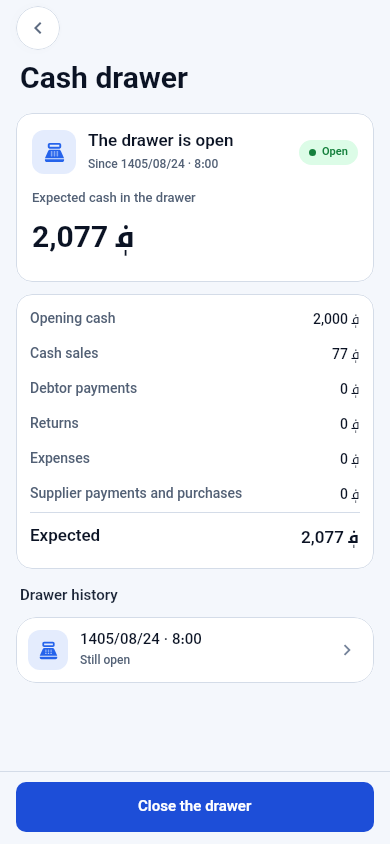 Cash drawer
The drawer is open
Since 1405/08/24 · 8:00
Open
Expected cash in the drawer
2,077 ؋
Opening cash
2,000 ؋
Cash sales
77 ؋
Debtor payments
0 ؋
Returns
0 ؋
Expenses
0 ؋
Supplier payments and purchases
0 ؋
Expected
2,077 ؋
Drawer history
1405/08/24 · 8:00
Still open
Close the drawer